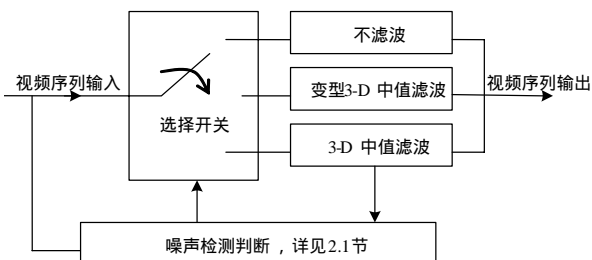 不滤波
视频序列输入
变型3-D 中值滤波
视频序列输出
选择开关
3-D 中值滤波
噪声检测判断，详见2.1节